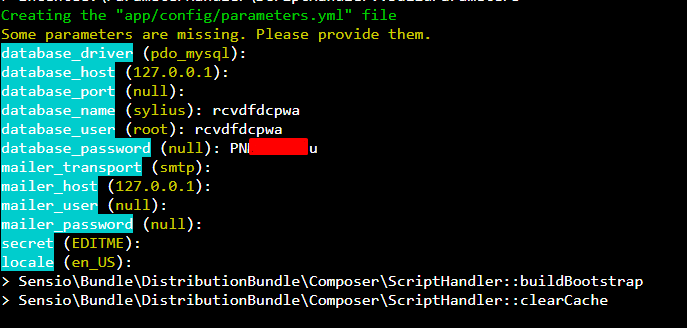 Creating the "app/config/parameters.yml" file
Some parameters are missing. Please provide them.
database_driver (pdo_mysql):
database_host (127.0.0.1):
database_port (null):
database_name (sylius): rcvdfdcpwa
database_user (root): rcvdfdcpwa
database_password (null): PN u
mailer_transport (smtp):
mailer_host (127.0.0.1):
mailer_user (null):
mailer_password (null):
secret (EDITME):
locale (en_US):
> Sensio\Bundle\DistributionBundle\Composer\ScriptHandler::buildBootstrap
> Sensio\Bundle\DistributionBundle\Composer\ScriptHandler::clearCache